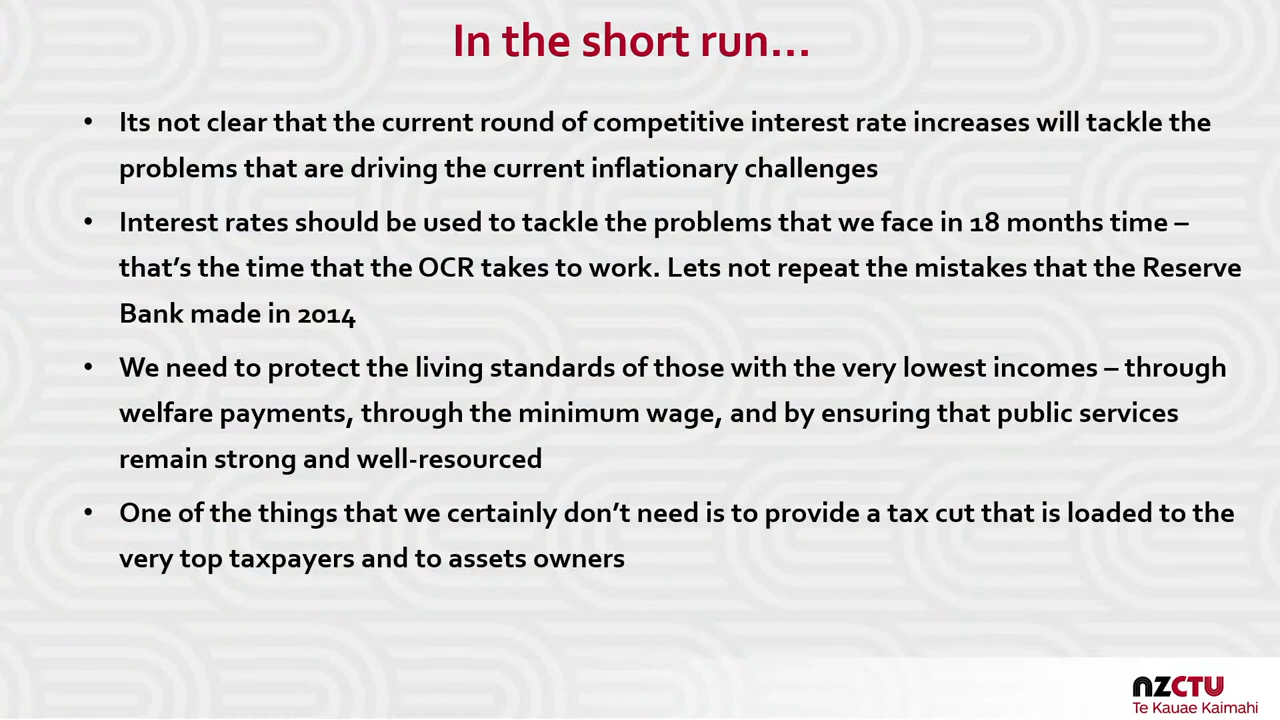 In the short run...
• Its not clear that the current round of competitive interest rate increases will tackle the
problems that are driving the current inflationary challenges
• Interest rates should be used to tackle the problems that we face in 18 months time –
that’s the time that the OCR takes to work. Lets not repeat the mistakes that the Reserve
Bank made in 2014
• We need to protect the living standards of those with the very lowest incomes – through
welfare payments, through the minimum wage, and by ensuring that public services
remain strong and well-resourced
• One of the things that we certainly don’t need is to provide a tax cut that is loaded to the
very top taxpayers and to assets owners
NZCTU
Te Kauae Kaimahi